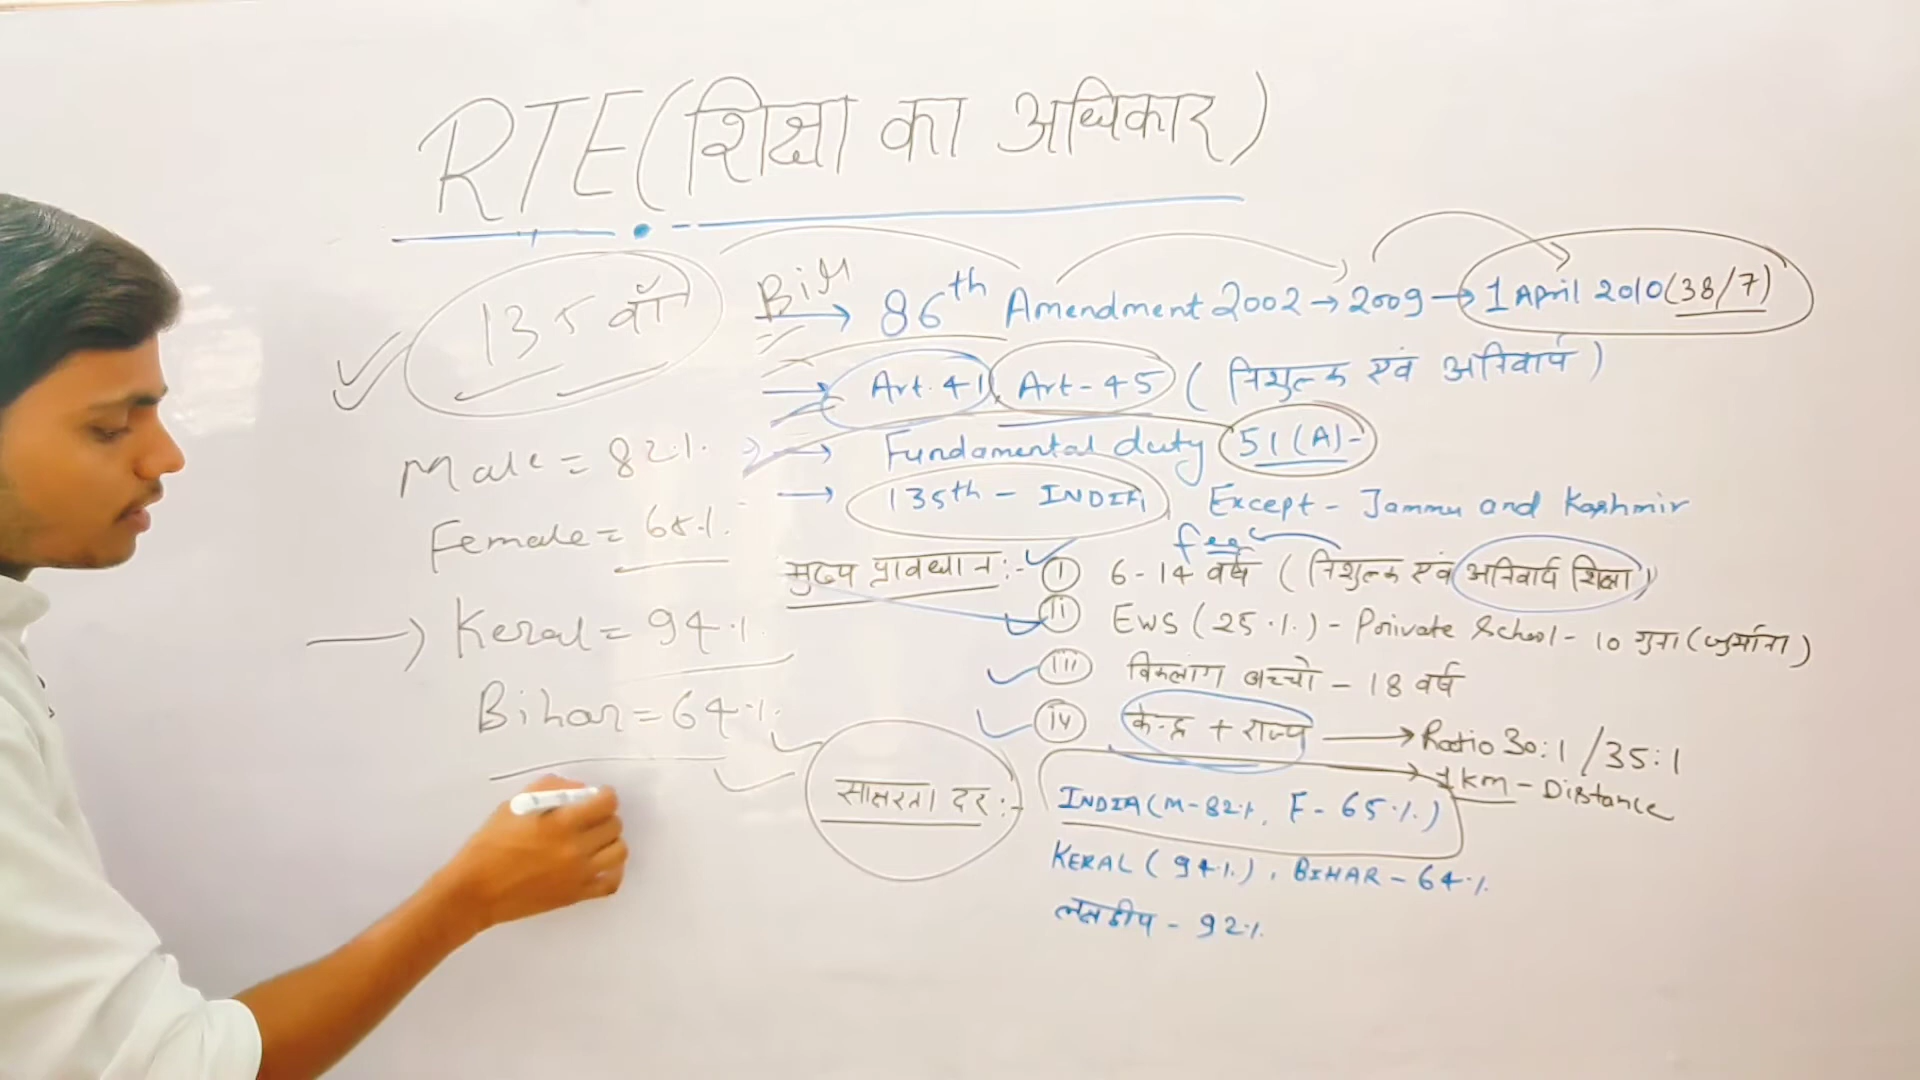 RTE (शिक्षा का अधिकार)
135 वाँ
Male = 82%
Female = 65%
→ Keral = 94%
Bihar = 64%
Bill
→ 86th Amendment 2002 → 2009 → 1 April 2010 (38/7)
→ Art. 41, Art - 45 (निशुल्क एवं अनिवार्य)
→ Fundamental duty 51(A)-
→ 135th - INDIA, Except - Jammu and Kashmir
fee
मुख्य प्रावधान :- (i) 6-14 वर्ष (निशुल्क एवं अनिवार्य शिक्षा)
(ii) EWS (25%) - Private School - 10 गुना (जुर्माना)
(iii) विकलांग बच्चो - 18 वर्ष
(iv) केन्द्र + राज्य → Ratio 30:1 / 35:1
→ 1 km - Distance
साक्षरता दर :- INDIA (M-82%, F-65%)
KERAL (94%), BIHAR - 64%
लक्षद्वीप - 92%